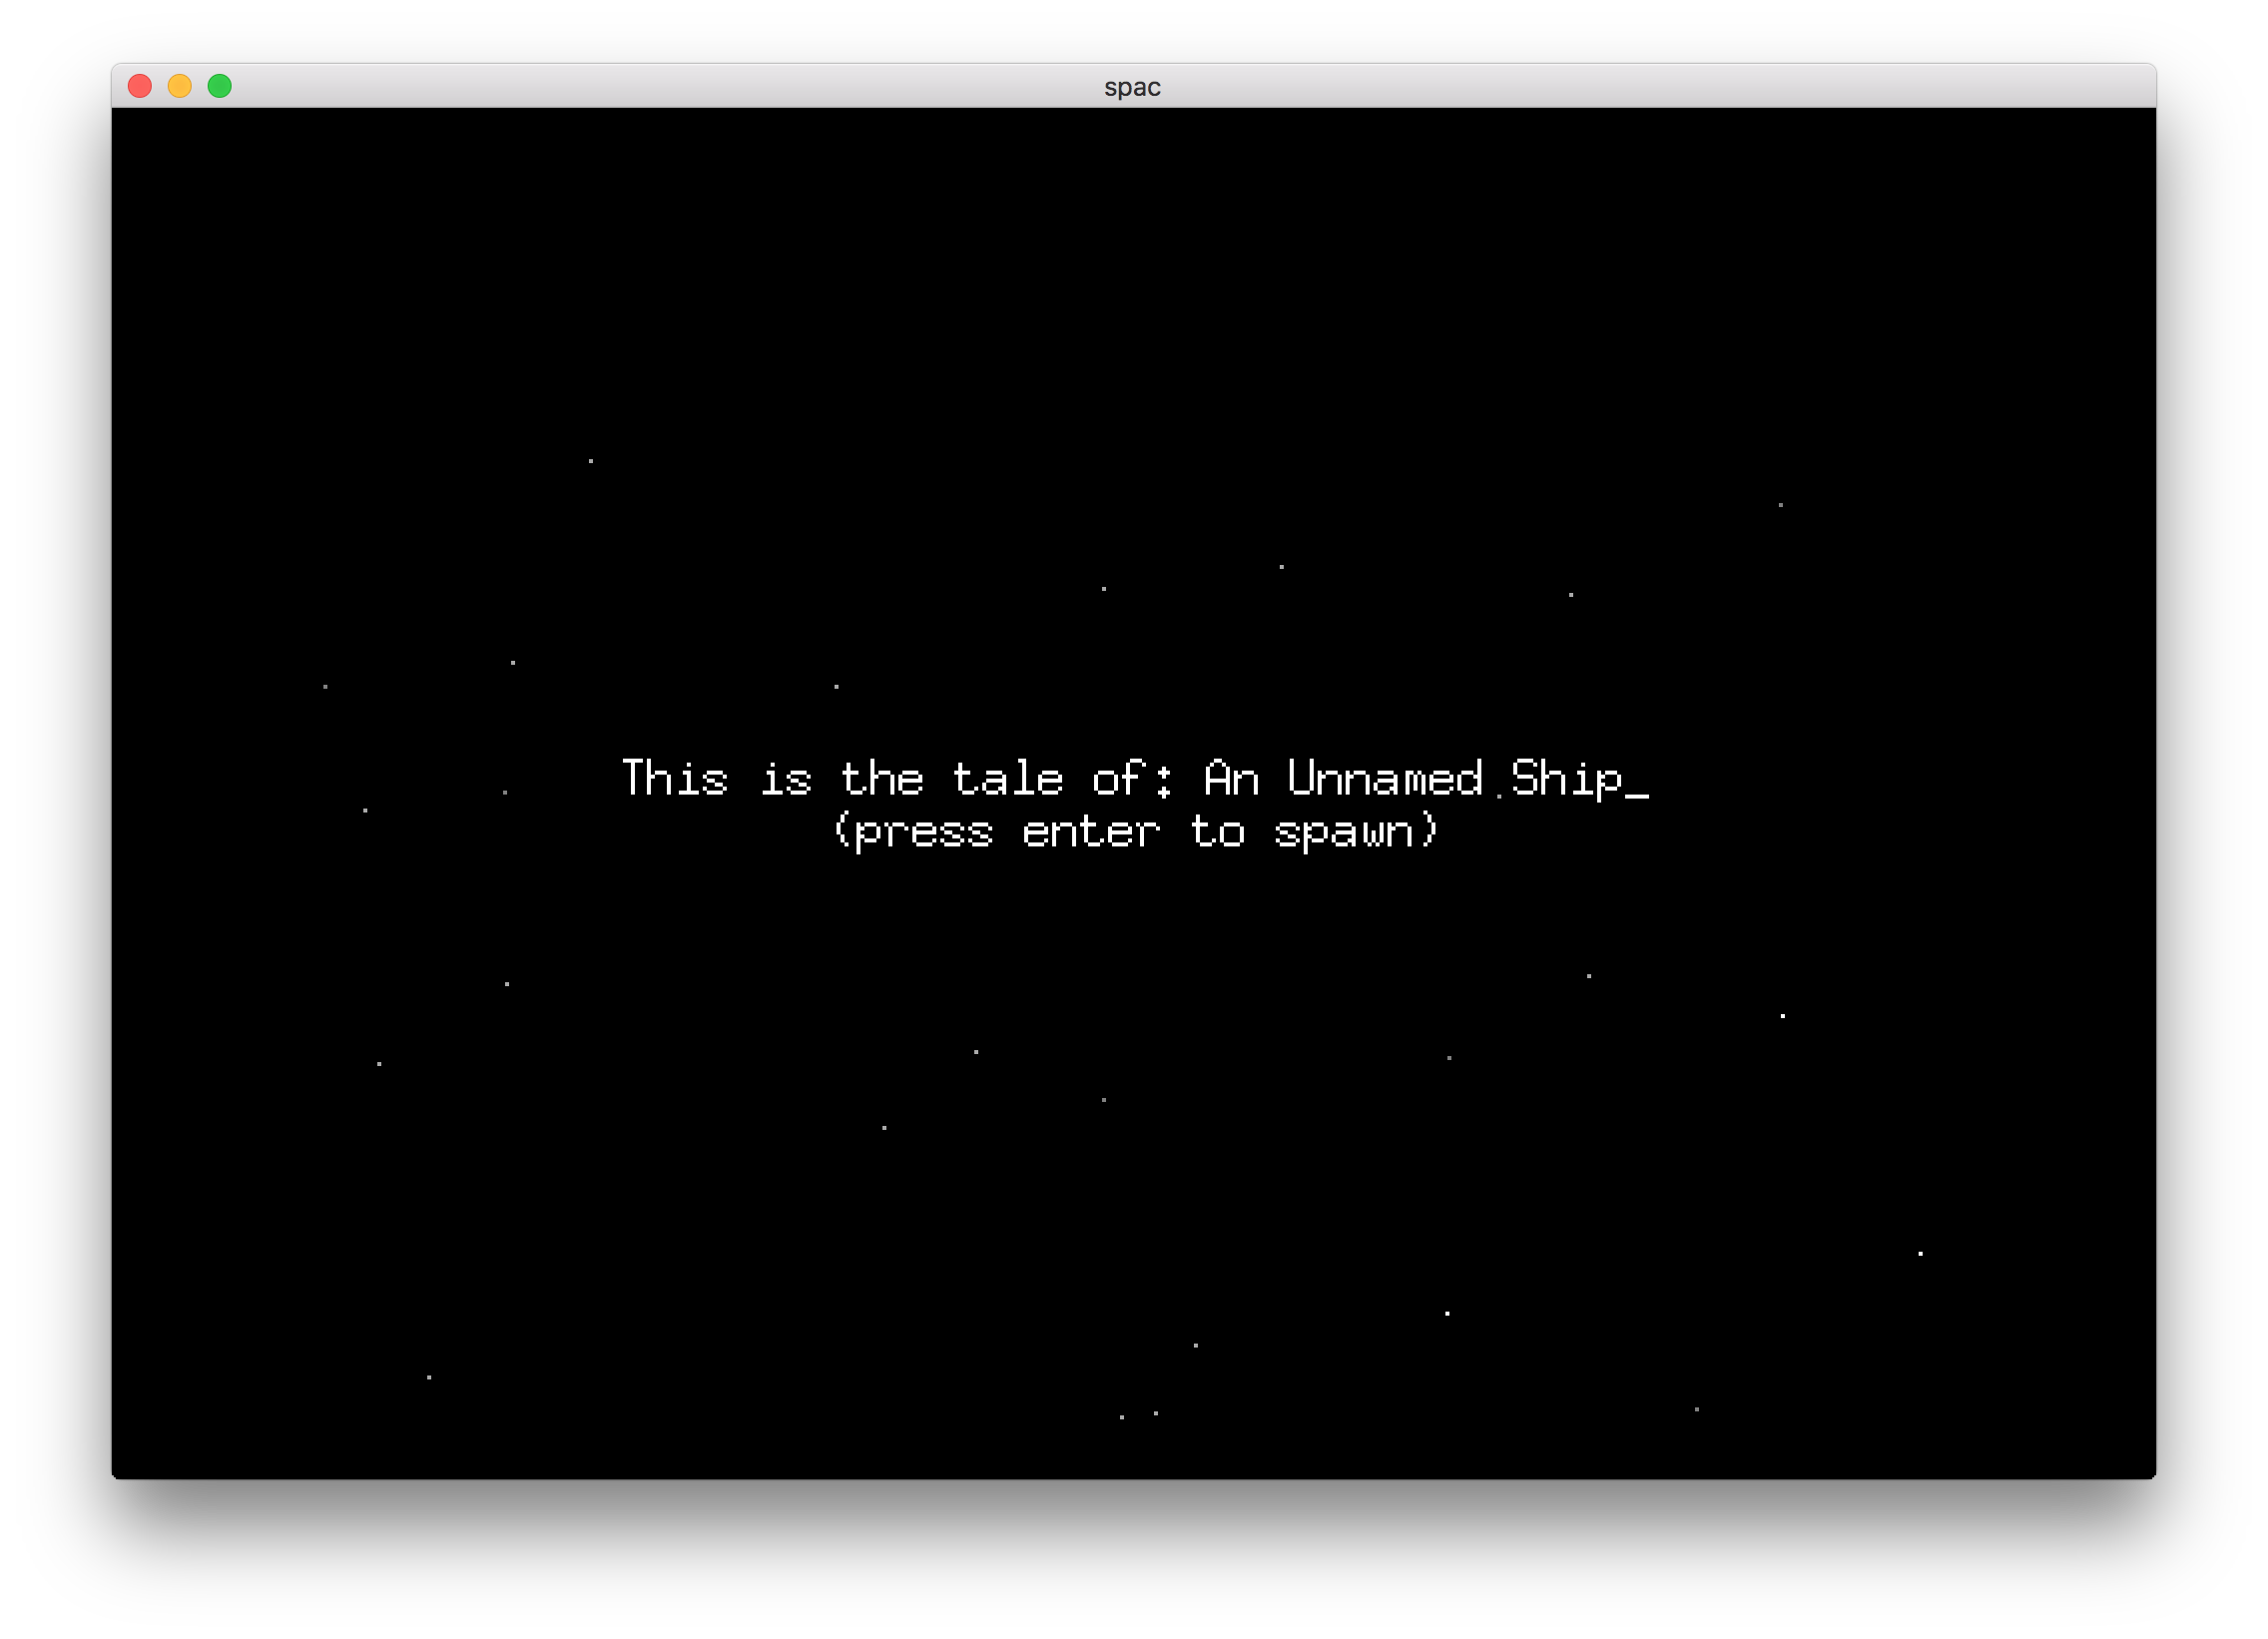 spac
This is the tale of: An Unnamed Ship_
(press enter to spawn)